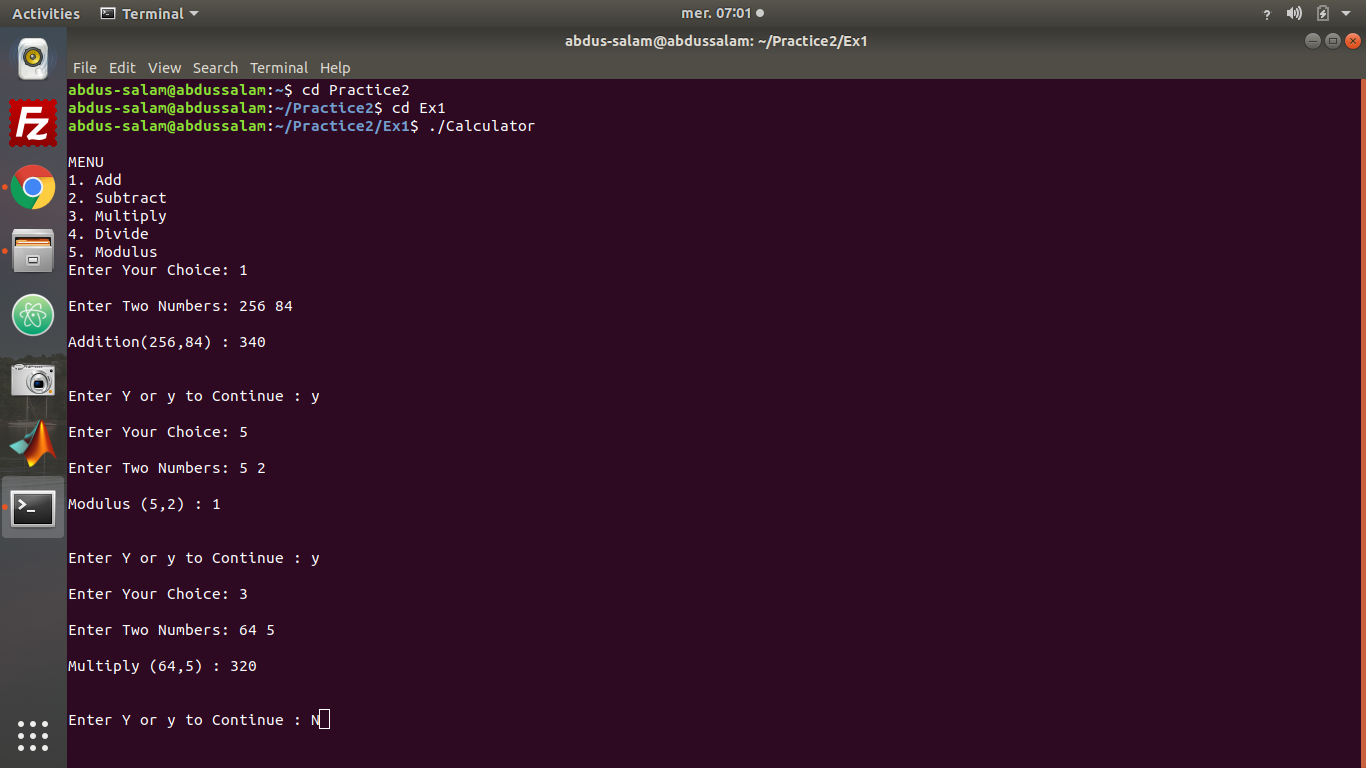 Activities Terminal mer. 07:01 ?
abdus-salam@abdussalam: ~/Practice2/Ex1
File Edit View Search Terminal Help
abdus-salam@abdussalam:~$ cd Practice2
abdus-salam@abdussalam:~/Practice2$ cd Ex1
abdus-salam@abdussalam:~/Practice2/Ex1$ ./Calculator
MENU
1. Add
2. Subtract
3. Multiply
4. Divide
5. Modulus
Enter Your Choice: 1
Enter Two Numbers: 256 84
Addition(256,84) : 340
Enter Y or y to Continue : y
Enter Your Choice: 5
Enter Two Numbers: 5 2
Modulus (5,2) : 1
Enter Y or y to Continue : y
Enter Your Choice: 3
Enter Two Numbers: 64 5
Multiply (64,5) : 320
Enter Y or y to Continue : N
Fz
>_